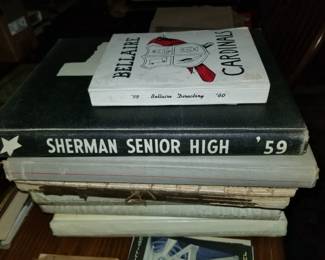 BELLAIRE
CARDINALS
'59 Bellaire Directory '60
SHERMAN SENIOR HIGH '59